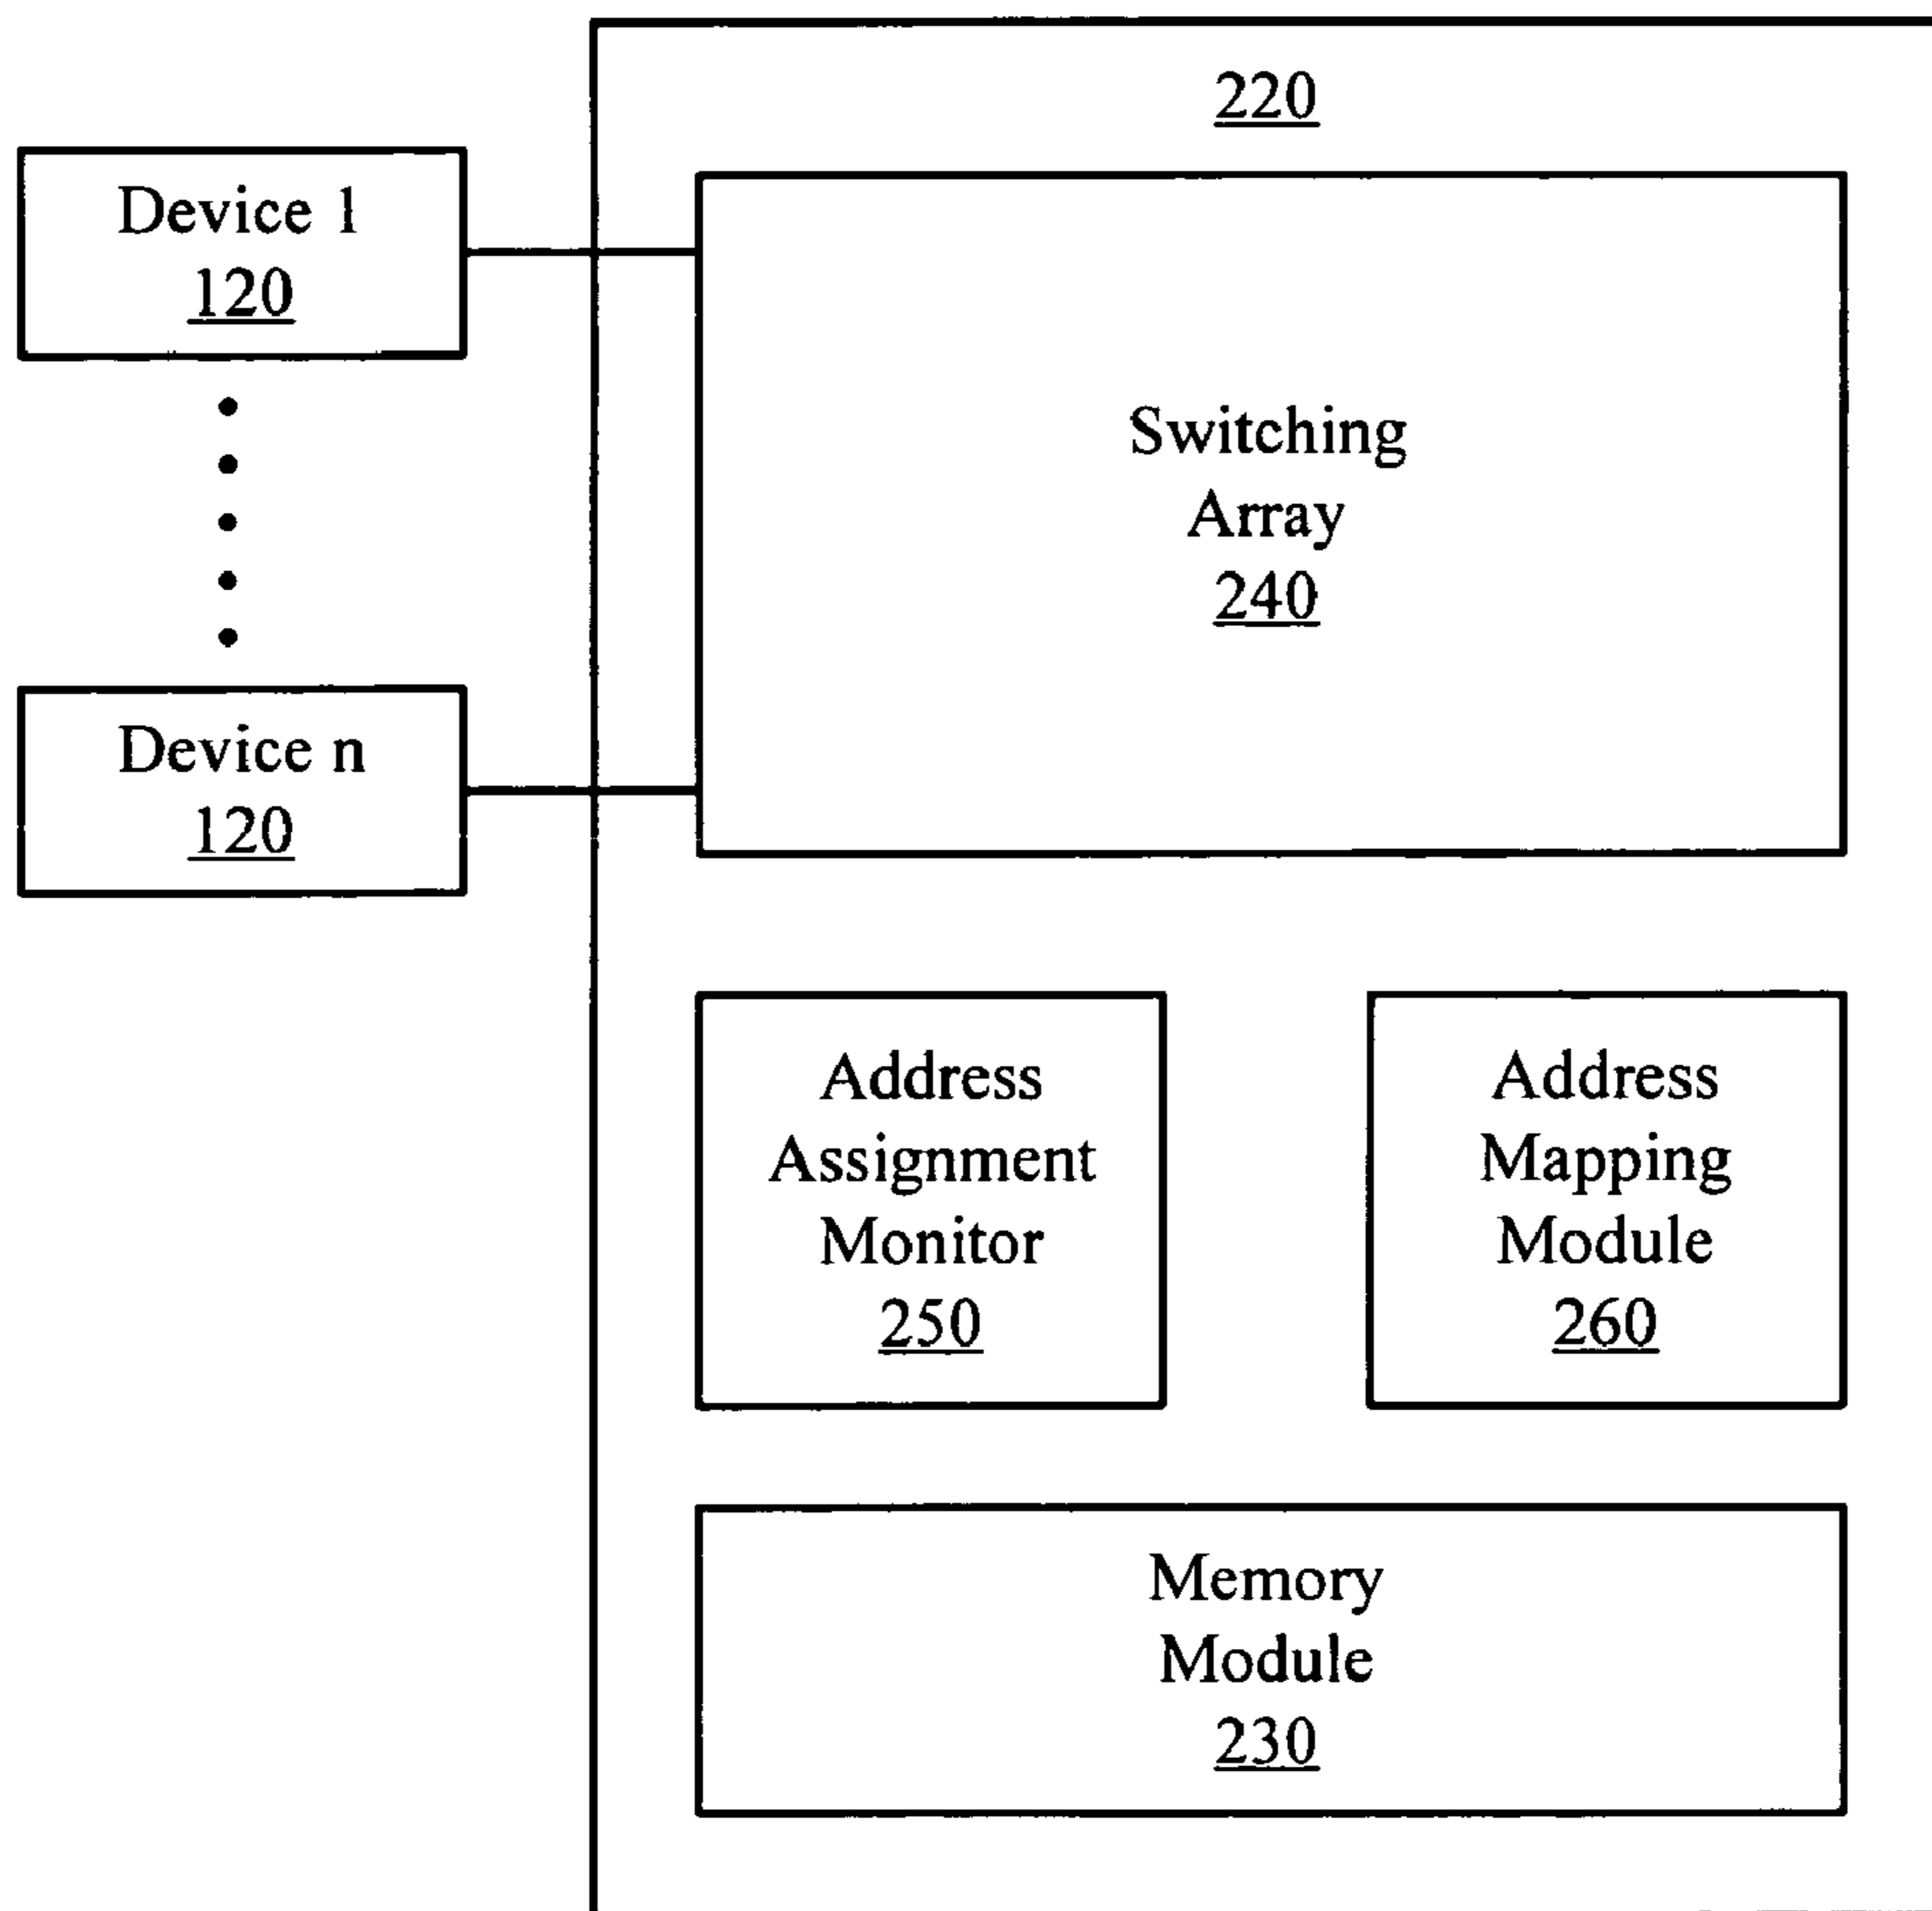 220
Device 1
120
Switching
Array
240
Device n
120
Address
Assignment
Monitor
250
Address
Mapping
Module
260
Memory
Module
230